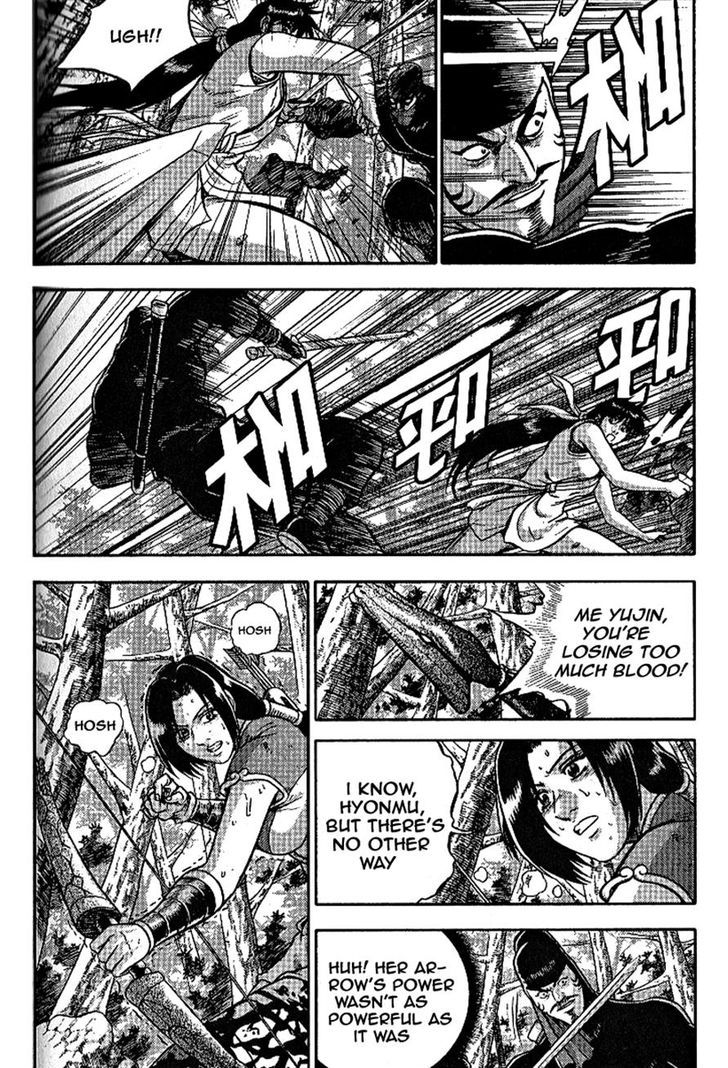 UGH!!
ME YUJIN,
YOU'RE
LOSING TOO
MUCH BLOOD!
I KNOW,
HYONMU,
BUT THERE'S
NO OTHER
WAY
HUH! HER AR-
ROW'S POWER
WASN'T AS
POWERFUL AS
IT WAS
HOSH
HOSH